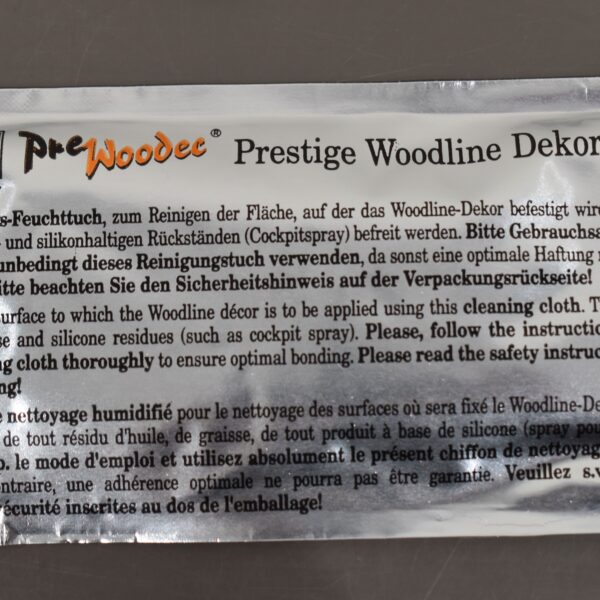 PreWoodec® Prestige Woodline Dekor
s-Feuchttuch, zum Reinigen der Fläche, auf der das Woodline-Dekor befestigt wir
- und silikonhaltigen Rückständen (Cockpitspray) befreit werden. Bitte Gebrauchsa
unbedingt dieses Reinigungstuch verwenden, da sonst eine optimale Haftung
itte beachten Sie den Sicherheitshinweis auf der Verpackungsrückseite!
urface to which the Woodline décor is to be applied using this cleaning cloth. T
se and silicone residues (such as cockpit spray). Please, follow the instructio
ng cloth thoroughly to ensure optimal bonding. Please read the safety instruc
ng!
e nettoyage humidifié pour le nettoyage des surfaces où sera fixé le Woodline-De
de tout résidu d'huile, de graisse, de tout produit à base de silicone (spray pou
p. le mode d'emploi et utilisez absolument le présent chiffon de nettoyag
ontraire, une adhérence optimale ne pourra pas être garantie. Veuillez s.v
écurité inscrites au dos de l'emballage!